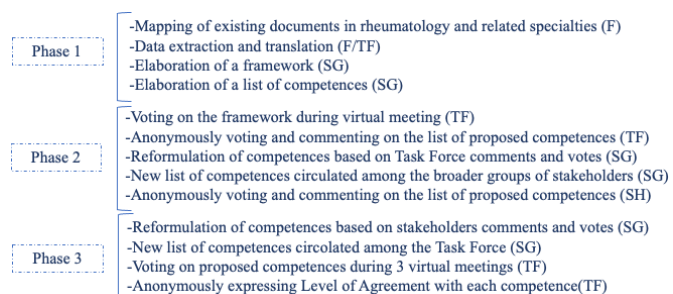 Phase 1
-Mapping of existing documents in rheumatology and related specialties (F)
-Data extraction and translation (F/TF)
-Elaboration of a framework (SG)
-Elaboration of a list of competences (SG)
Phase 2
-Voting on the framework during virtual meeting (TF)
-Anonymously voting and commenting on the list of proposed competences (TF)
-Reformulation of competences based on Task Force comments and votes (SG)
-New list of competences circulated among the broader groups of stakeholders (SG)
-Anonymously voting and commenting on the list of proposed competences (SH)
Phase 3
-Reformulation of competences based on stakeholders comments and votes (SG)
-New list of competences circolated among the Task Force (SG)
-Voting on proposed competences during 3 virtual meetings (TF)
-Anonymously expressing Level of Agreement with each competence(TF)